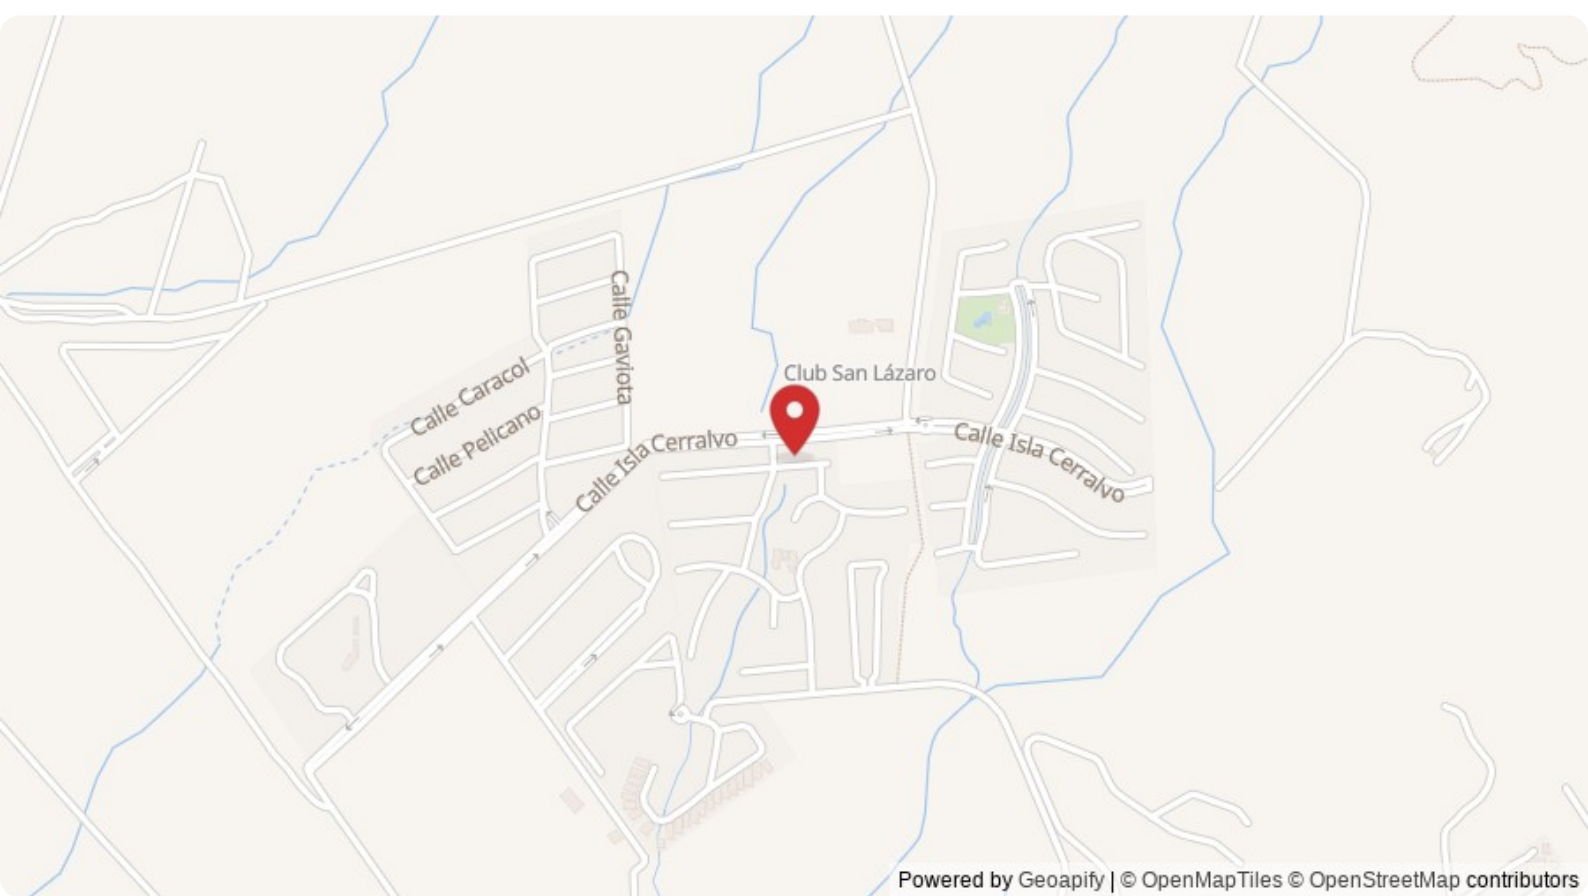 Calle Gaviota
Club San Lázaro
Calle Caracol
Calle Pelicano
Calle Isla Cerralvo
Calle Isla Cerralvo
Powered by Geoapify | © OpenMapTiles © OpenStreetMap contributors